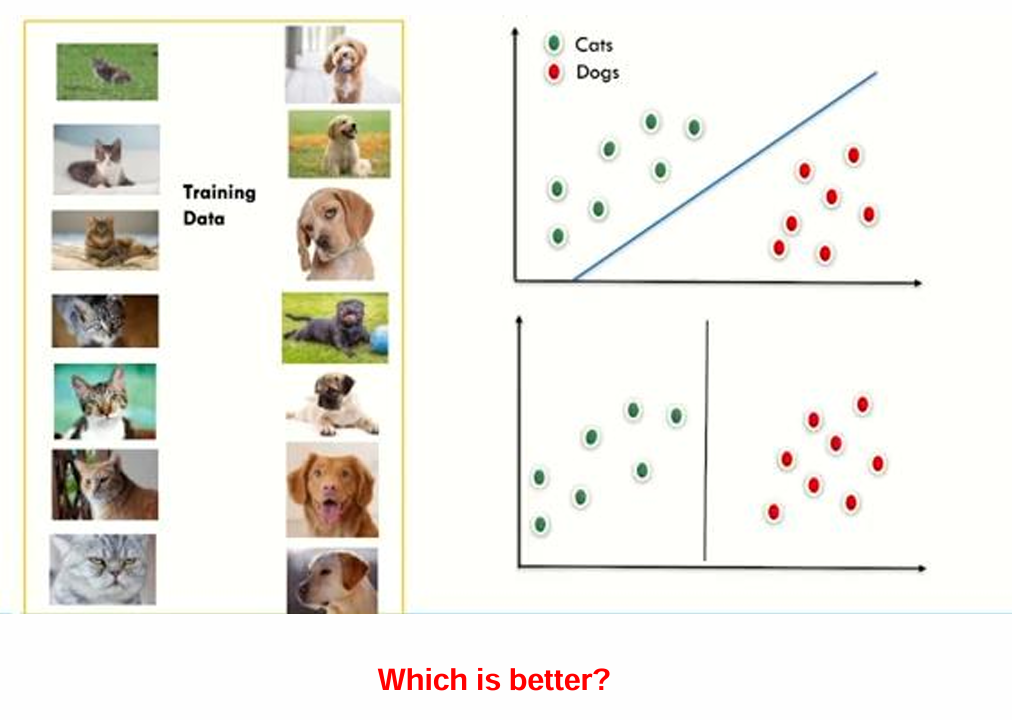 Training
Data
Cats
Dogs
Which is better?